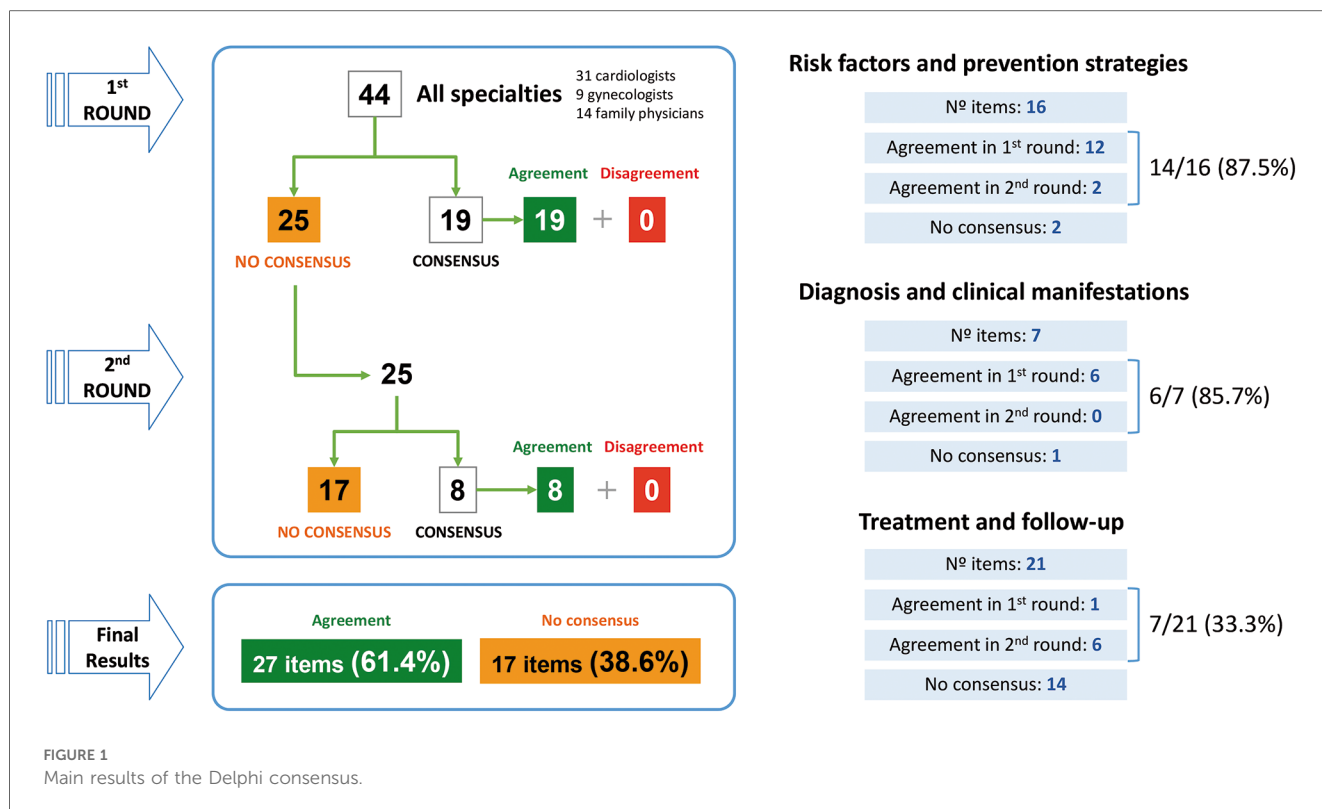 1st
ROUND
44
All specialties
31 cardiologists
9 gynecologists
14 family physicians
Agreement
Disagreement
25
19
19
+
0
NO CONSENSUS
CONSENSUS
2nd
ROUND
25
Agreement
Disagreement
17
8
8
+
0
NO CONSENSUS
CONSENSUS
Final
Results
Agreement
No consensus
27 items (61.4%)
17 items (38.6%)
Risk factors and prevention strategies
Nº items: 16
Agreement in 1st round: 12
Agreement in 2nd round: 2
14/16 (87.5%)
No consensus: 2
Diagnosis and clinical manifestations
Nº items: 7
Agreement in 1st round: 6
Agreement in 2nd round: 0
6/7 (85.7%)
No consensus: 1
Treatment and follow-up
Nº items: 21
Agreement in 1st round: 1
Agreement in 2nd round: 6
7/21 (33.3%)
No consensus: 14
FIGURE 1
Main results of the Delphi consensus.